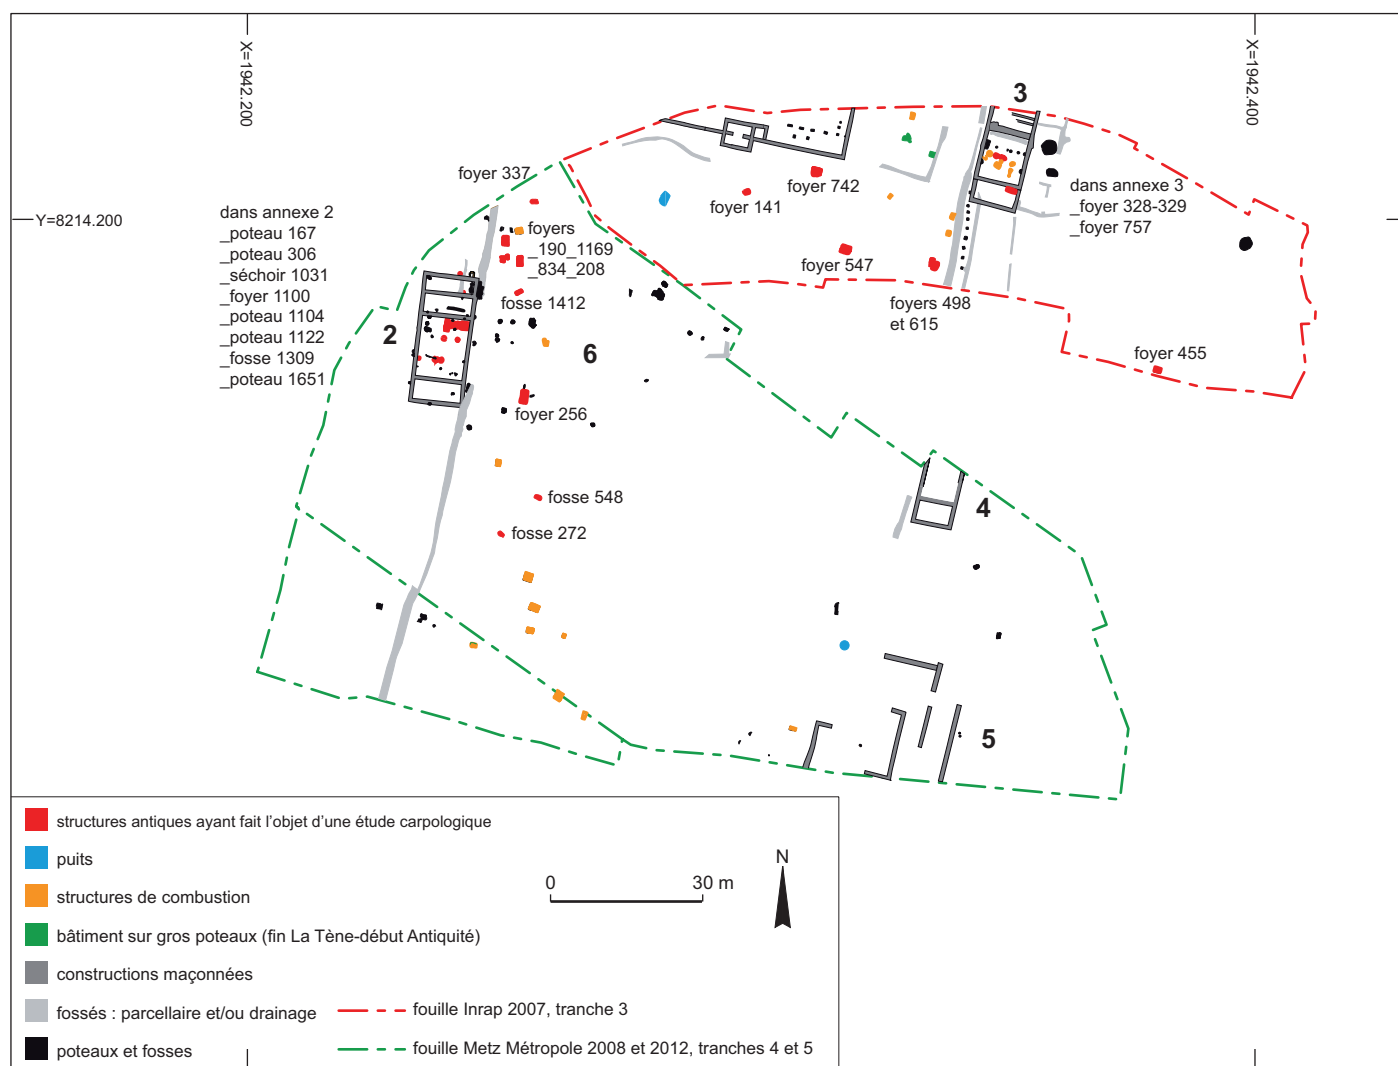 X=1942.200
X=1942.400
Y=8214.200
3
foyer 337
foyer 742
foyer 141
dans annexe 3
_foyer 328-329
_foyer 757
dans annexe 2
_poteau 167
_poteau 306
_séchoir 1031
_foyer 1100
_poteau 1104
_poteau 1122
_fosse 1309
_poteau 1651
foyers
_190_1169
_834_208
foyer 547
fosse 1412
foyers 498
et 615
2
6
foyer 455
foyer 256
fosse 548
4
fosse 272
5
structures antiques ayant fait l'objet d'une étude carpologique
puits
structures de combustion
bâtiment sur gros poteaux (fin La Tène-début Antiquité)
constructions maçonnées
fossés : parcellaire et/ou drainage
poteaux et fosses
0 30 m
N
fouille Inrap 2007, tranche 3
fouille Metz Métropole 2008 et 2012, tranches 4 et 5